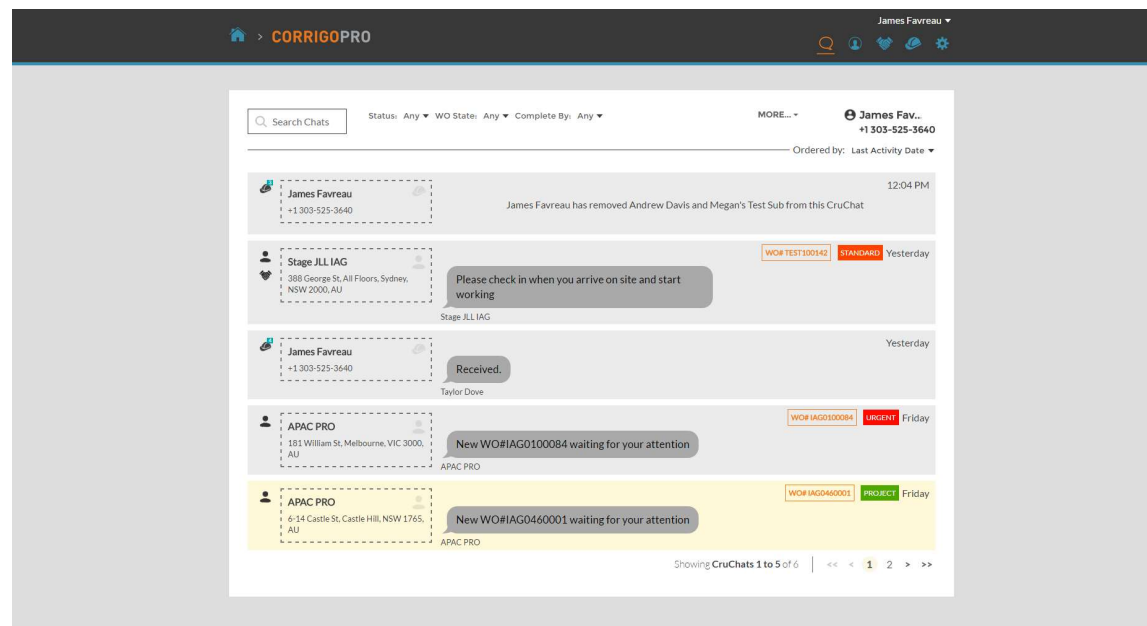 James Favreau
> CORRIGOPRO
Search Chats
Status: Any WO State: Any Complete By: Any
MORE...
James Fav...
+1 303-525-3640
Ordered by: Last Activity Date
1
James Favreau
+1 303-525-3640
12:04 PM
James Favreau has removed Andrew Davis and Megan's Test Sub from this CruChat
Stage JLL IAG
388 George St, All Floors, Sydney,
NSW 2000, AU
WO# TEST100142 STANDARD Yesterday
Please check in when you arrive on site and start
working
Stage JLL IAG
4
James Favreau
+1 303-525-3640
Yesterday
Received.
Taylor Dove
APAC PRO
181 William St, Melbourne, VIC 3000,
AU
WO# IAG0100084 URGENT Friday
New WO#IAG0100084 waiting for your attention
APAC PRO
APAC PRO
6-14 Castle St, Castle Hill, NSW 1765,
AU
WO# IAG0460001 PROJECT Friday
New WO#IAG0460001 waiting for your attention
APAC PRO
Showing CruChats 1 to 5 of 6 << < 1 2 > >>